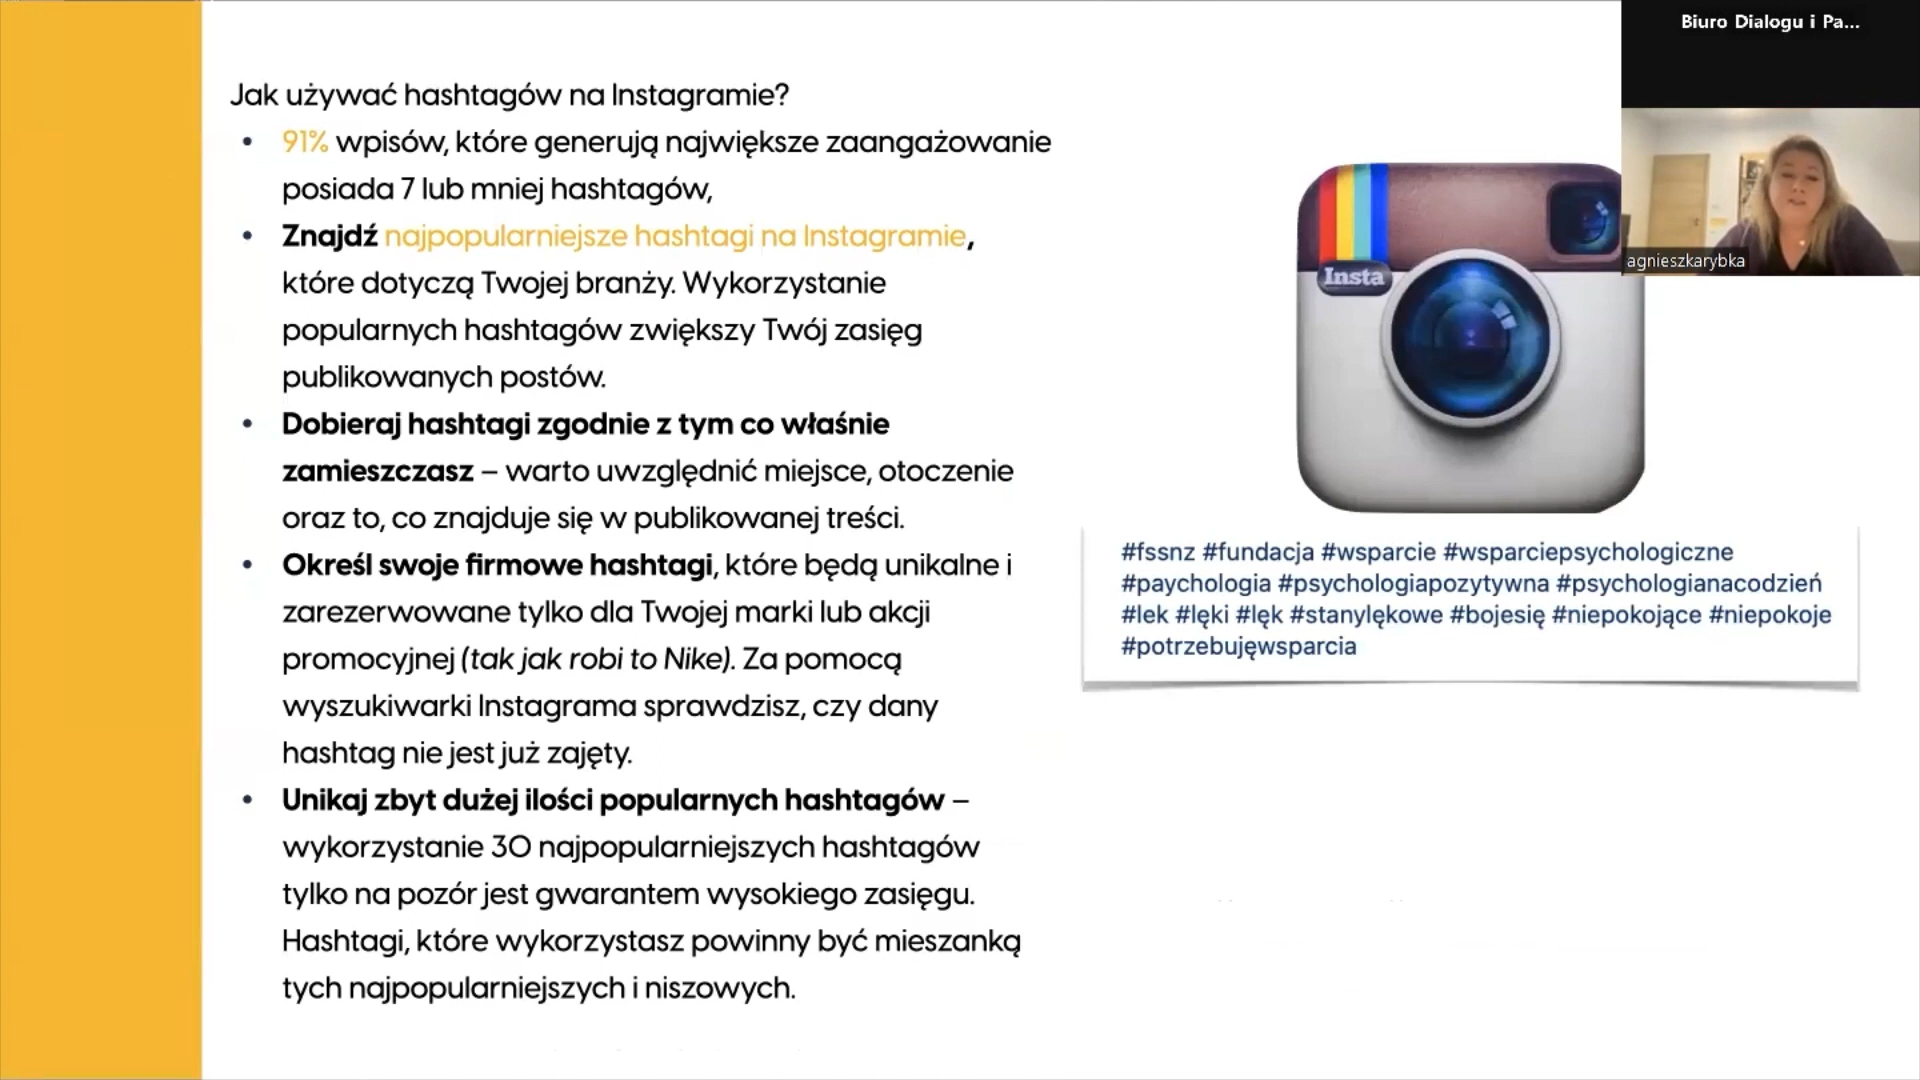 Jak używać hashtagów na Instagramie?
• 91% wpisów, które generują największe zaangażowanie
posiada 7 lub mniej hashtagów,
• Znajdź najpopularniejsze hashtagi na Instagramie,
które dotyczą Twojej branży. Wykorzystanie
popularnych hashtagów zwiększy Twój zasięg
publikowanych postów.
• Dobieraj hashtagi zgodnie z tym co właśnie
zamieszczasz – warto uwzględnić miejsce, otoczenie
oraz to, co znajduje się w publikowanej treści.
• Określ swoje firmowe hashtagi, które będą unikalne i
zarezerwowane tylko dla Twojej marki lub akcji
promocyjnej (tak jak robi to Nike). Za pomocą
wyszukiwarki Instagrama sprawdzisz, czy dany
hashtag nie jest już zajęty.
• Unikaj zbyt dużej ilości popularnych hashtagów –
wykorzystanie 30 najpopularniejszych hashtagów
tylko na pozór jest gwarantem wysokiego zasięgu.
Hashtagi, które wykorzystasz powinny być mieszanką
tych najpopularniejszych i niszowych.
Insta
#fssnz #fundacja #wsparcie #wsparciepsychologiczne
#paychologia #psychologiapozytywna #psychologianacodzień
#lek #lęki #lęk #stanylękowe #bojesię #niepokojące #niepokoje
#potrzebujęwsparcia
Biuro Dialogu i Pa...
agnieszkarybka